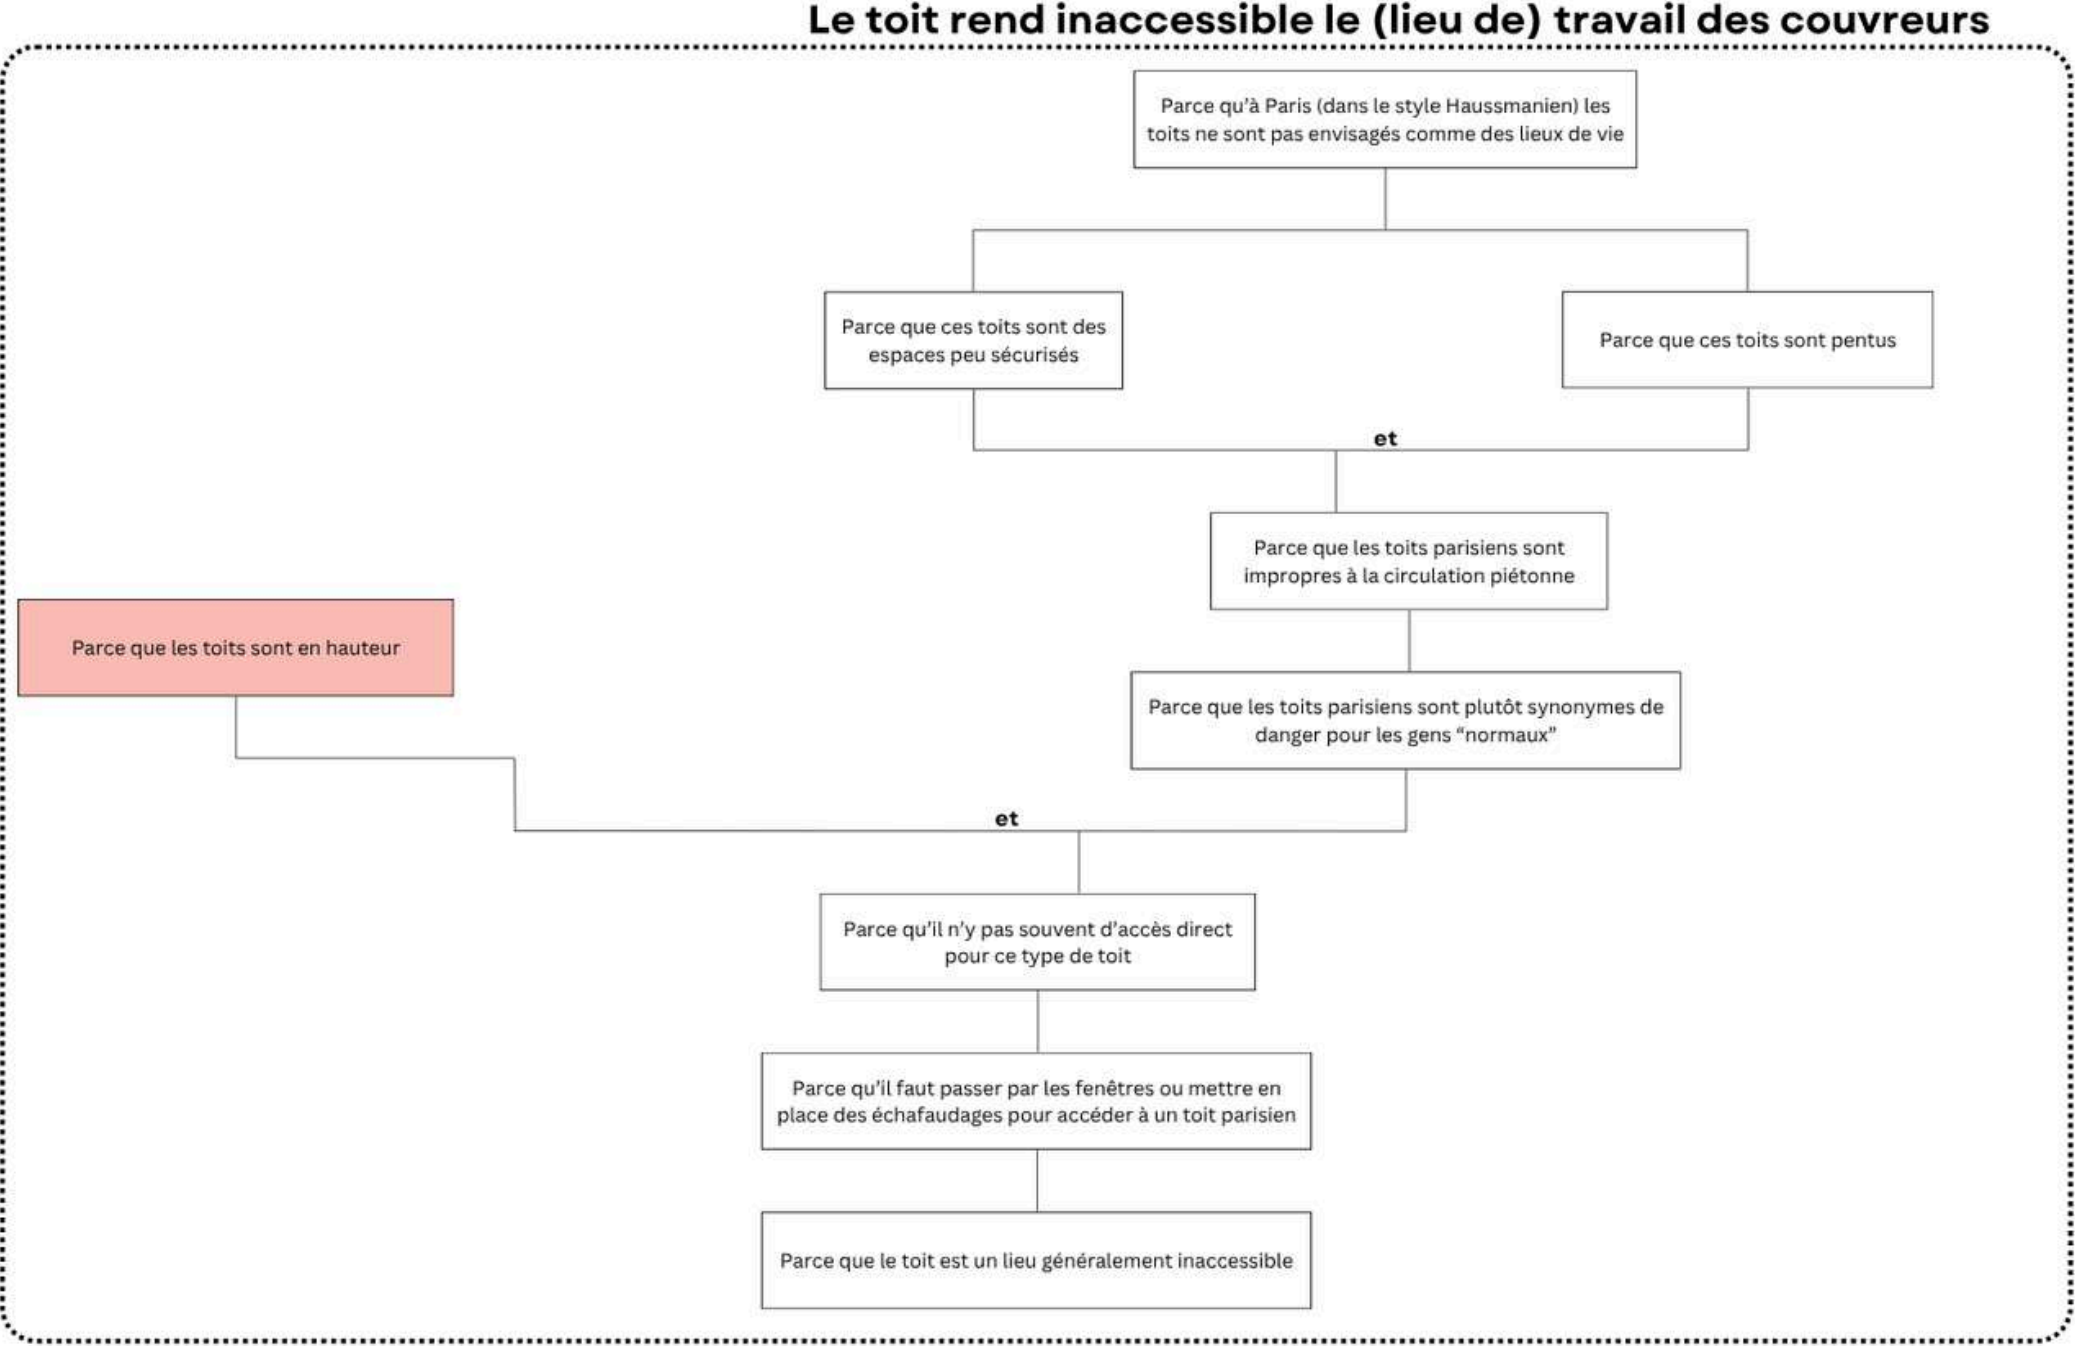 Le toit rend inaccessible le (lieu de) travail des couvreurs
Parce qu'à Paris (dans le style Haussmanien) les
toits ne sont pas envisagés comme des lieux de vie
Parce que ces toits sont des
espaces peu sécurisés
Parce que ces toits sont pentus
et
Parce que les toits parisiens sont
impropres à la circulation piétonne
Parce que les toits sont en hauteur
Parce que les toits parisiens sont plutôt synonymes de
danger pour les gens “normaux”
et
Parce qu'il n'y pas souvent d'accès direct
pour ce type de toit
Parce qu'il faut passer par les fenêtres ou mettre en
place des échafaudages pour accéder à un toit parisien
Parce que le toit est un lieu généralement inaccessible